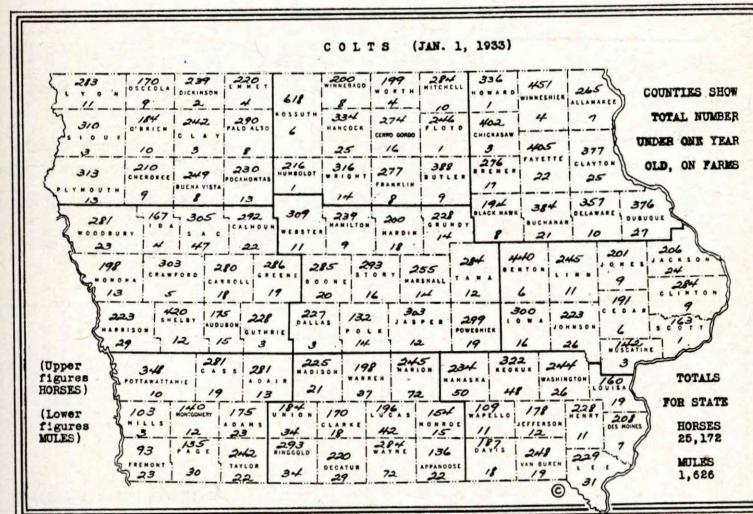 COLTS (JAN. 1, 1933)
COUNTIES SHOW
TOTAL NUMBER
UNDER ONE YEAR
OLD, ON FARMS
283 170 239 220 618 200 199 284 336 451 265
LYON OSCEOLA DICKINSON EMMET KOSSUTH WINNEBAGO WORTH MITCHELL HOWARD WINNESHIEK ALLAMAKEE
11 9 2 4 6 8 4 10 1 4 7
310 184 242 290 334 274 246 402
SIOUX O'BRIEN CLAY PALO ALTO HANCOCK CERRO GORDO FLOYD CHICKASAW
3 10 3 8 25 16 1 3
313 210 249 230 216 316 277 388 276 405 377
PLYMOUTH CHEROKEE BUENA VISTA POCAHONTAS HUMBOLDT WRIGHT FRANKLIN BUTLER BREMER FAYETTE CLAYTON
13 9 8 13 1 14 8 9 17 22 25
281 167 305 292 309 239 200 228 194 384 357 376
WOODBURY IDA SAC CALHOUN WEBSTER HAMILTON HARDIN GRUNDY BLACK HAWK BUCHANAN DELAWARE DUBUQUE
23 4 47 22 11 9 18 14 8 21 10 27
198 303 280 286 285 293 255 284 440 245 201 206
MONONA CRAWFORD CARROLL GREENE BOONE STORY MARSHALL TAMA BENTON LINN JONES JACKSON
13 5 18 19 20 16 14 12 6 11 9 24
284
CLINTON
9
223 420 175 228 227 132 303 299 300 223 191 163
HARRISON SHELBY AUDUBON GUTHRIE DALLAS POLK JASPER POWESHIEK IOWA JOHNSON CEDAR SCOTT
29 12 15 3 3 14 12 19 16 26 6 1
142
MUSCATINE
3
(Upper
figures
HORSES)
(Lower
figures
MULES)
348 281 281 225 198 245 234 322 244 160
POTTAWATTAMIE CASS ADAIR MADISON WARREN MARION MAHASKA KEOKUK WASHINGTON LOUISA
10 19 13 21 37 72 50 48 26 19
103 140 175 184 170 196 154 109 178 228 208
MILLS MONTGOMERY ADAMS UNION CLARKE LUCAS MONROE WAPELLO JEFFERSON HENRY DES MOINES
3 12 23 34 18 42 15 11 12 11 7
93 135 242 293 220 284 136 187 248 229
FREMONT PAGE TAYLOR RINGGOLD DECATUR WAYNE APPANOOSE DAVIS VAN BUREN LEE
23 30 22 34 29 72 22 18 19 31
TOTALS
FOR STATE
HORSES
25,172
MULES
1,626
©